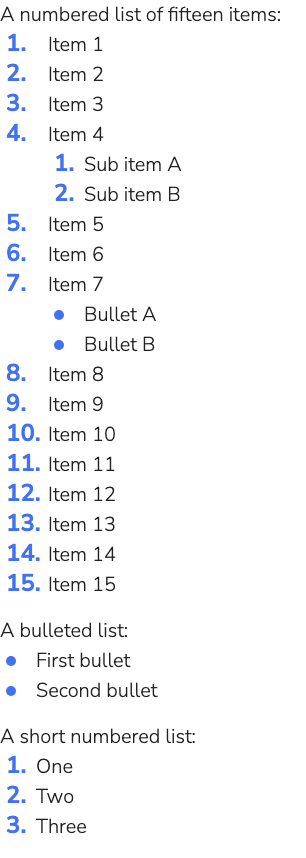 A numbered list of fifteen items:
1. Item 1
2. Item 2
3. Item 3
4. Item 4
1. Sub item A
2. Sub item B
5. Item 5
6. Item 6
7. Item 7
• Bullet A
• Bullet B
8. Item 8
9. Item 9
10. Item 10
11. Item 11
12. Item 12
13. Item 13
14. Item 14
15. Item 15
A bulleted list:
• First bullet
• Second bullet
A short numbered list:
1. One
2. Two
3. Three